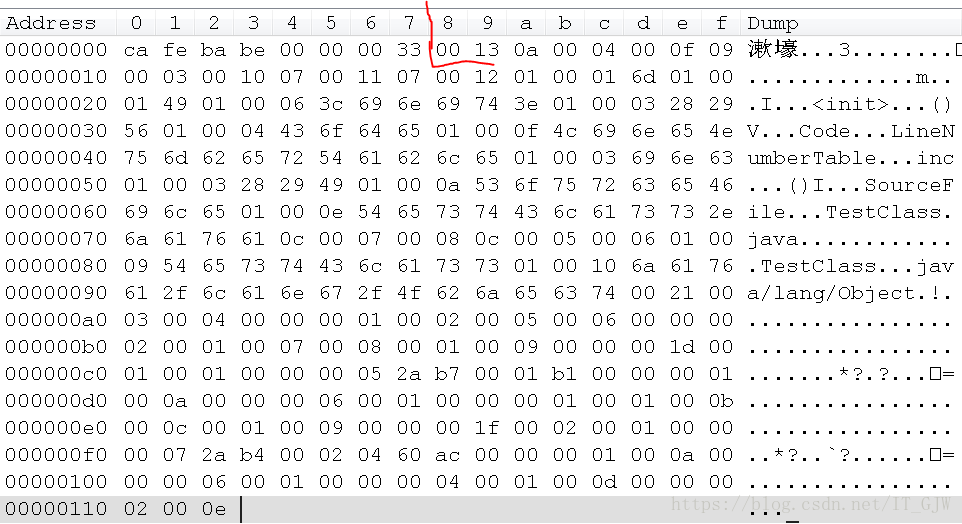 Address 0 1 2 3 4 5 6 7 8 9 a b c d e f Dump
00000000 ca fe ba be 00 00 00 33 00 13 0a 00 04 00 0f 09 漱壕...3........
00000010 00 03 00 10 07 00 11 07 00 12 01 00 01 6d 01 00 .............m..
00000020 01 49 01 00 06 3c 69 6e 69 74 3e 01 00 03 28 29 .I...<init>...()
00000030 56 01 00 04 43 6f 64 65 01 00 0f 4c 69 6e 65 4e V...Code...LineN
00000040 75 6d 62 65 72 54 61 62 6c 65 01 00 03 69 6e 63 umberTable...inc
00000050 01 00 03 28 29 49 01 00 0a 53 6f 75 72 63 65 46 ...()I...SourceF
00000060 69 6c 65 01 00 0e 54 65 73 74 43 6c 61 73 73 2e ile...TestClass.
00000070 6a 61 76 61 0c 00 07 00 08 0c 00 05 00 06 01 00 java............
00000080 09 54 65 73 74 43 6c 61 73 73 01 00 10 6a 61 76 .TestClass...jav
00000090 61 2f 6c 61 6e 67 2f 4f 62 6a 65 63 74 00 21 00 a/lang/Object.!.
000000a0 03 00 04 00 00 00 01 00 02 00 05 00 06 00 00 00 ................
000000b0 02 00 01 00 07 00 08 00 01 00 09 00 00 00 1d 00 ................
000000c0 01 00 01 00 00 00 05 2a b7 00 01 b1 00 00 00 01 .......*?.?...□=
000000d0 00 0a 00 00 00 06 00 01 00 00 00 01 00 01 00 0b ................
000000e0 00 0c 00 01 00 09 00 00 00 1f 00 02 00 01 00 00 ................
000000f0 00 07 2a b4 00 02 04 60 ac 00 00 00 01 00 0a 00 ..*?..`?......□=
00000100 00 00 06 00 01 00 00 00 04 00 01 00 0d 00 00 00 ................
00000110 02 00 0e ...
https://blog.csdn.net/IT_GJW